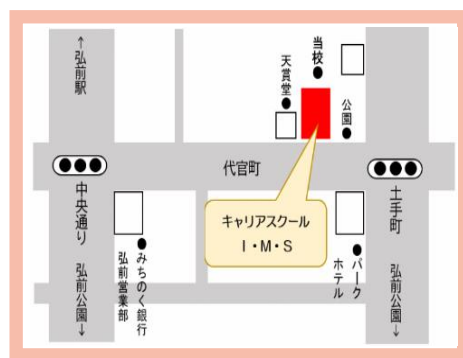 ↑弘前駅
中央通り
弘前公園↓
天賞堂
当校
公園
代官町
キャリアスクール
I・M・S
みちのく銀行
弘前営業部
パーク
ホテル
土手町
弘前公園↓